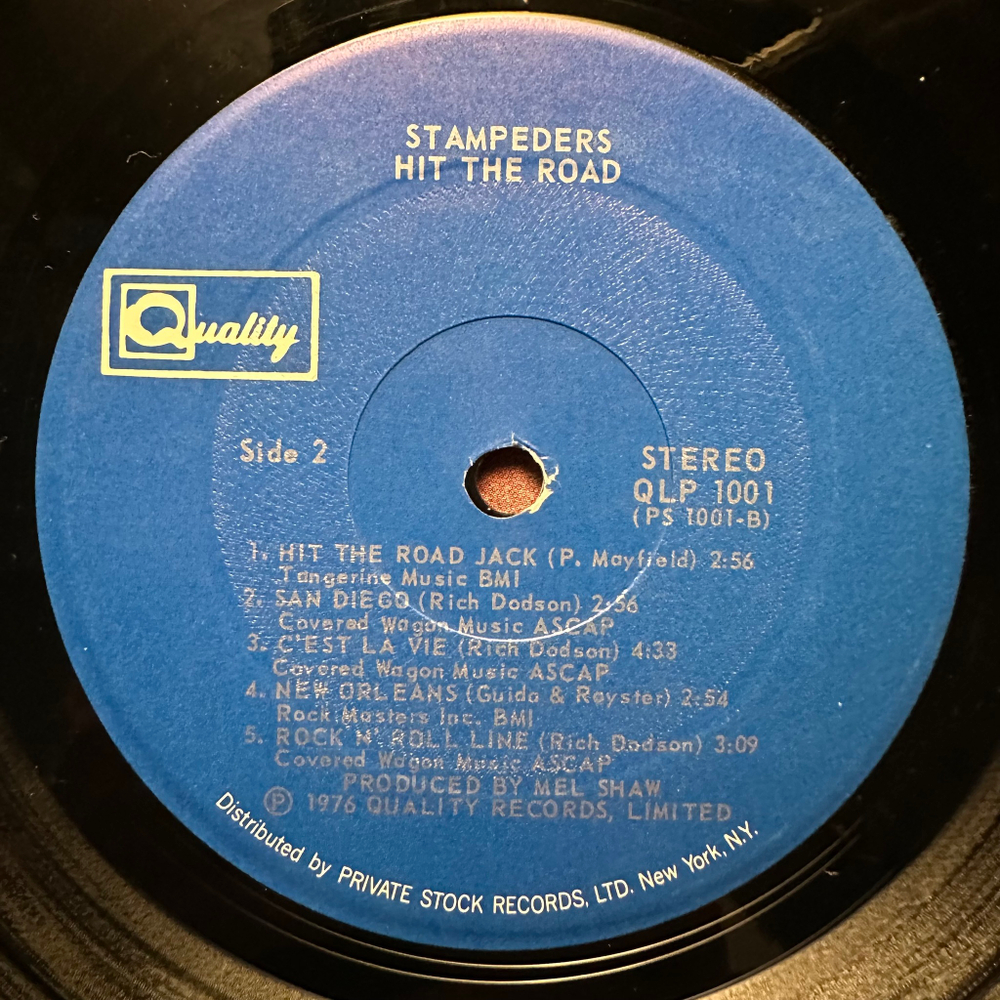 STAMPEDERS
HIT THE ROAD
Quality
Side 2
STEREO
QLP 1001
(PS 1001-B)
1. HIT THE ROAD JACK (P. Mayfield) 2:56
Tangerine Music BMI
2. SAN DIEGO (Rich Dodson) 2:56
Covered Wagon Music ASCAP
3. C'EST LA VIE (Rich Dodson) 4:33
Covered Wagon Music ASCAP
4. NEW ORLEANS (Guida & Royster) 2:54
Rock Masters Inc. BMI
5. ROCK N' ROLL LINE (Rich Dodson) 3:09
Covered Wagon Music ASCAP
PRODUCED BY MEL SHAW
Ⓟ 1976 QUALITY RECORDS, LIMITED
Distributed by PRIVATE STOCK RECORDS, LTD. New York, N.Y.